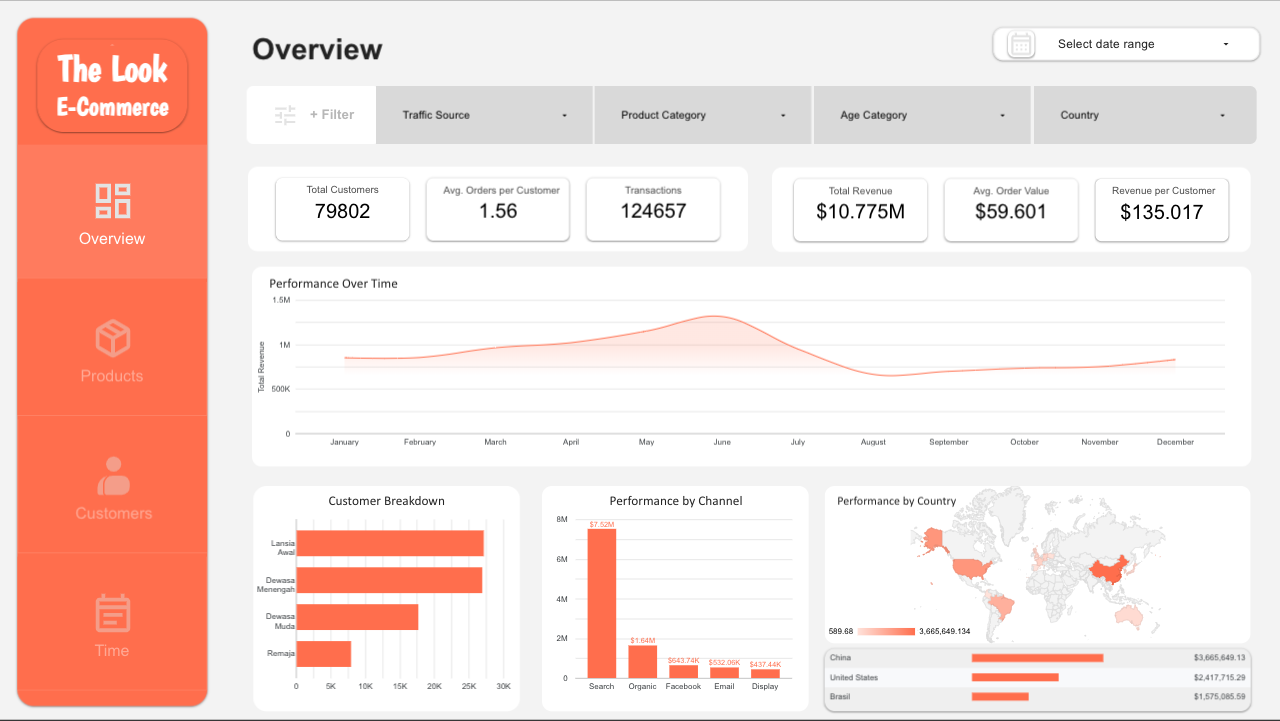 The Look
E-Commerce
Overview
Products
Customers
Time
Overview
Select date range
+ Filter
Traffic Source
Product Category
Age Category
Country
Total Customers
79802
Avg. Orders per Customer
1.56
Transactions
124657
Total Revenue
$10.775M
Avg. Order Value
$59.601
Revenue per Customer
$135.017
Performance Over Time
Total Revenue
1.5M
1M
500K
0
January February March April May June July August September October November December
Customer Breakdown
Lansia
Awal
Dewasa
Menengah
Dewasa
Muda
Remaja
0 5K 10K 15K 20K 25K 30K
Performance by Channel
8M
6M
4M
2M
0
$7.52M
$1.64M
$643.74K
$532.06K
$437.44K
Search Organic Facebook Email Display
Performance by Country
589.68 3,665,649.134
China $3,665,649.13
United States $2,417,715.29
Brasil $1,575,085.59